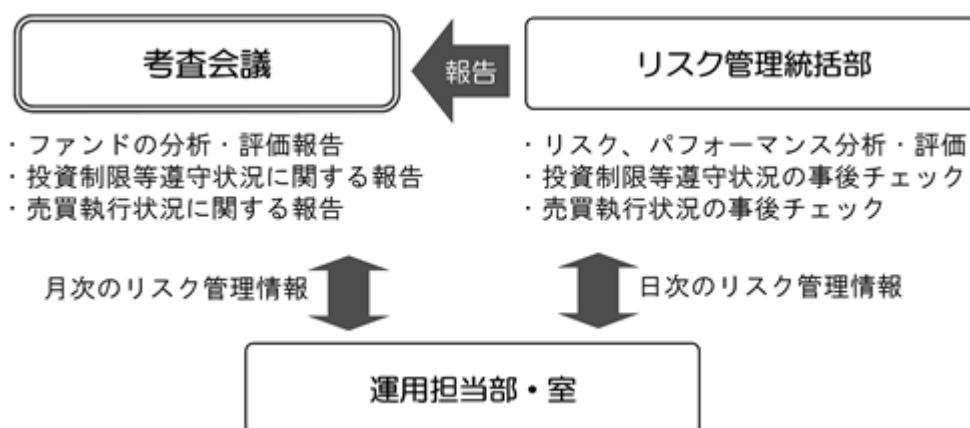 考査会議
報告
リスク管理統括部
・ファンドの分析・評価報告
・投資制限等遵守状況に関する報告
・売買執行状況に関する報告
・リスク、パフォーマンス分析・評価
・投資制限等遵守状況の事後チェック
・売買執行状況の事後チェック
月次のリスク管理情報
日次のリスク管理情報
運用担当部・室